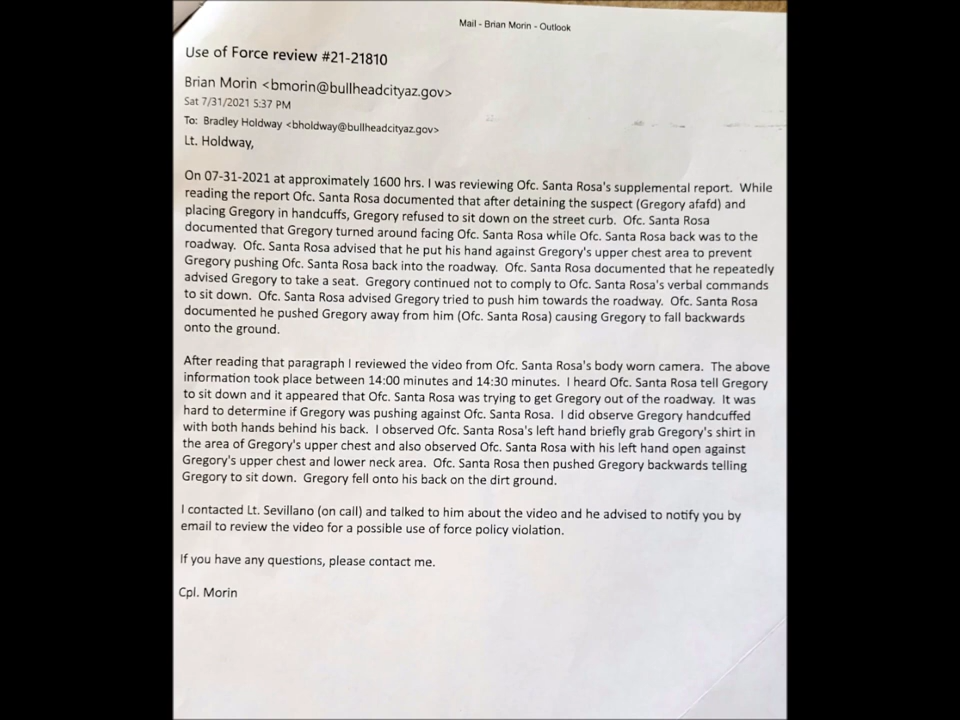 Mail - Brian Morin - Outlook
Use of Force review #21-21810
Brian Morin <bmorin@bullheadcityaz.gov>
Sat 7/31/2021 5:37 PM
To: Bradley Holdway <bholdway@bullheadcityaz.gov>
Lt. Holdway,
On 07-31-2021 at approximately 1600 hrs. I was reviewing Ofc. Santa Rosa's supplemental report. While
reading the report Ofc. Santa Rosa documented that after detaining the suspect (Gregory afafd) and
placing Gregory in handcuffs, Gregory refused to sit down on the street curb. Ofc. Santa Rosa
documented that Gregory turned around facing Ofc. Santa Rosa while Ofc. Santa Rosa back was to the
roadway. Ofc. Santa Rosa advised that he put his hand against Gregory's upper chest area to prevent
Gregory pushing Ofc. Santa Rosa back into the roadway. Ofc. Santa Rosa documented that he repeatedly
advised Gregory to take a seat. Gregory continued not to comply to Ofc. Santa Rosa's verbal commands
to sit down. Ofc. Santa Rosa advised Gregory tried to push him towards the roadway. Ofc. Santa Rosa
documented he pushed Gregory away from him (Ofc. Santa Rosa) causing Gregory to fall backwards
onto the ground.
After reading that paragraph I reviewed the video from Ofc. Santa Rosa's body worn camera. The above
information took place between 14:00 minutes and 14:30 minutes. I heard Ofc. Santa Rosa tell Gregory
to sit down and it appeared that Ofc. Santa Rosa was trying to get Gregory out of the roadway. It was
hard to determine if Gregory was pushing against Ofc. Santa Rosa. I did observe Gregory handcuffed
with both hands behind his back. I observed Ofc. Santa Rosa's left hand briefly grab Gregory's shirt in
the area of Gregory's upper chest and also observed Ofc. Santa Rosa with his left hand open against
Gregory's upper chest and lower neck area. Ofc. Santa Rosa then pushed Gregory backwards telling
Gregory to sit down. Gregory fell onto his back on the dirt ground.
I contacted Lt. Sevillano (on call) and talked to him about the video and he advised to notify you by
email to review the video for a possible use of force policy violation.
If you have any questions, please contact me.
Cpl. Morin